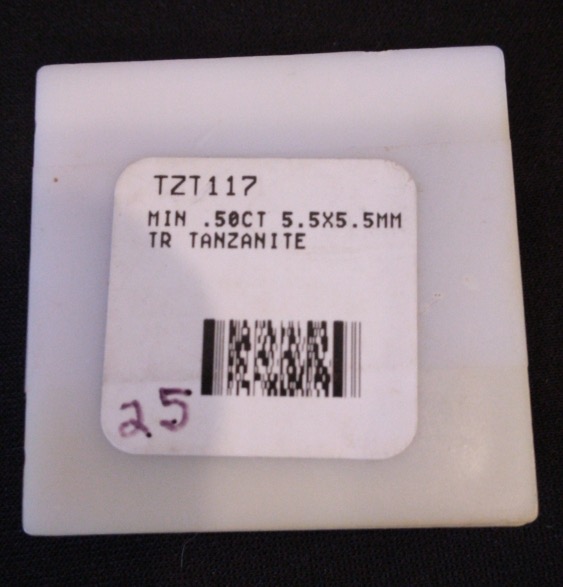 TZT117
MIN .50CT 5.5X5.5MM
TR TANZANITE
25